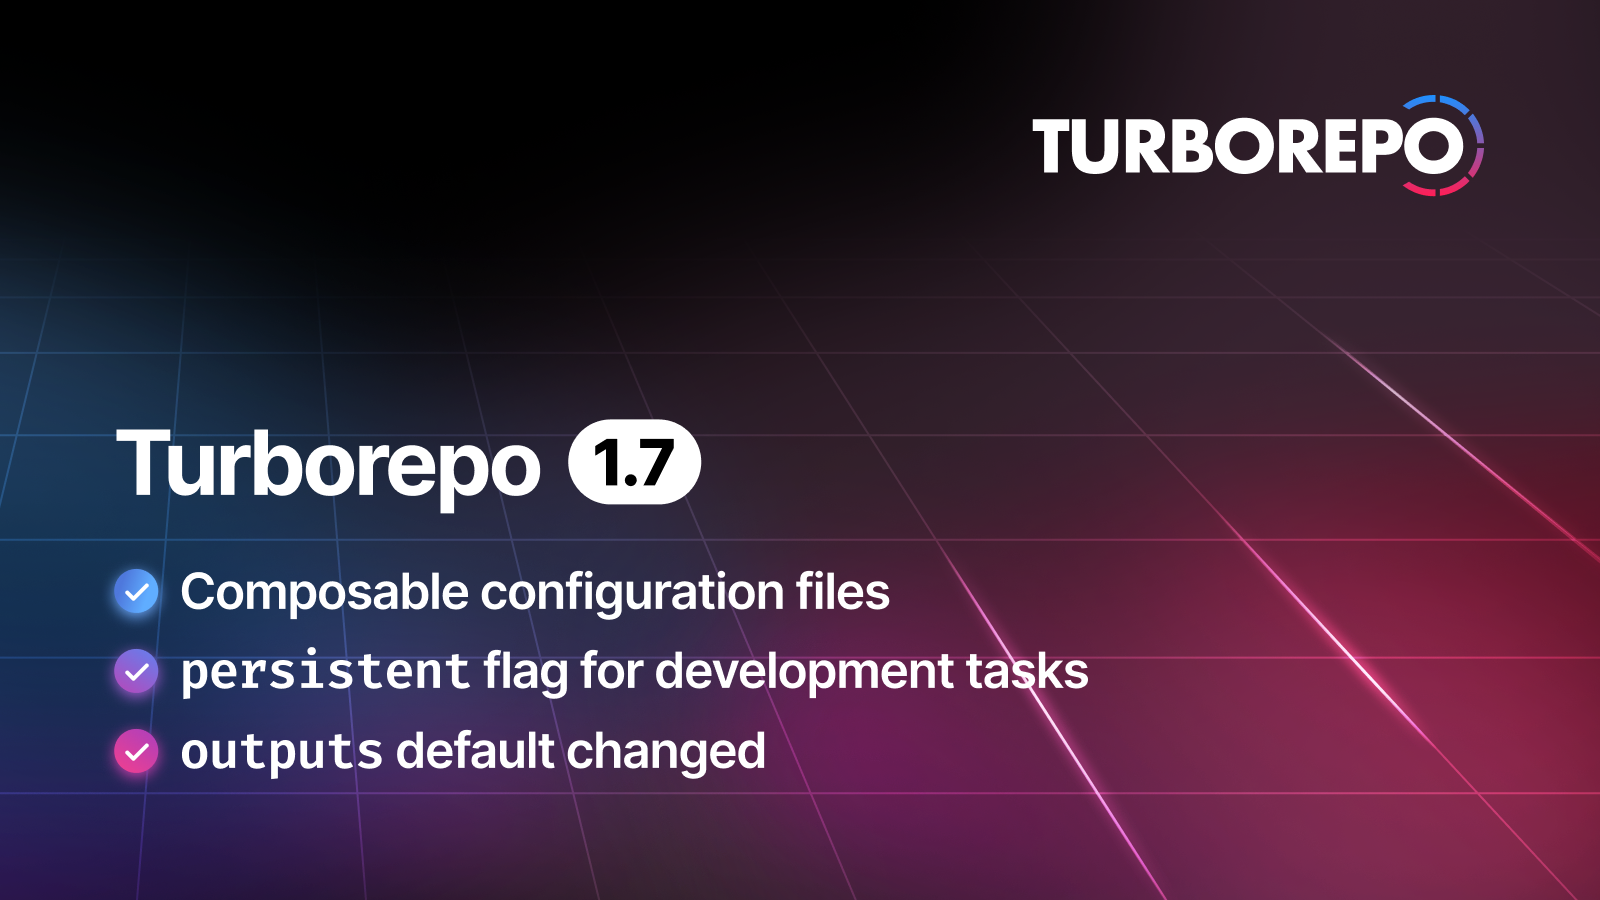 TURBOREPO
Turborepo 1.7
Composable configuration files
persistent flag for development tasks
outputs default changed